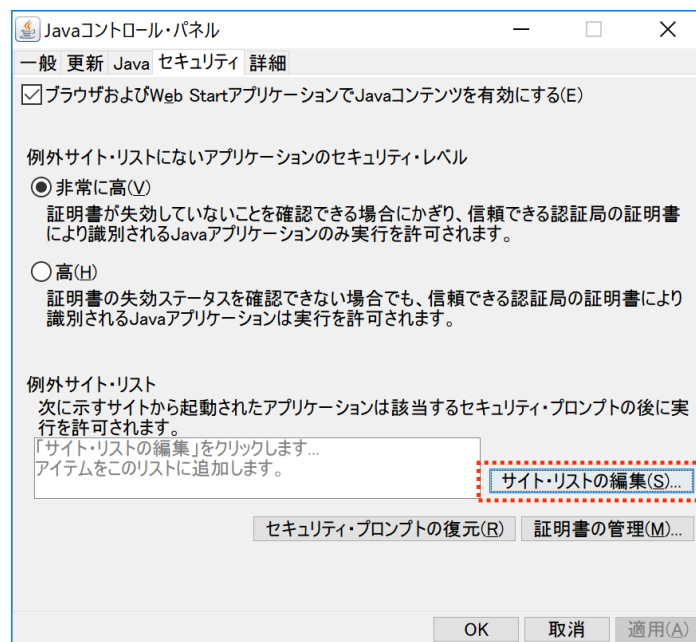 Javaコントロール・パネル
一般 更新 Java セキュリティ 詳細
ブラウザおよびWeb StartアプリケーションでJavaコンテンツを有効にする(E)
例外サイト・リストにないアプリケーションのセキュリティ・レベル
非常に高(V)
証明書が失効していないことを確認できる場合にかぎり、信頼できる認証局の証明書
により識別されるJavaアプリケーションのみ実行を許可されます。
高(H)
証明書の失効ステータスを確認できない場合でも、信頼できる認証局の証明書により
識別されるJavaアプリケーションは実行を許可されます。
例外サイト・リスト
次に示すサイトから起動されたアプリケーションは該当するセキュリティ・プロンプトの後に実
行を許可されます。
「サイト・リストの編集」をクリックします...
アイテムをこのリストに追加します。
サイト・リストの編集(S)...
セキュリティ・プロンプトの復元(R) 証明書の管理(M)...
OK 取消 適用(A)